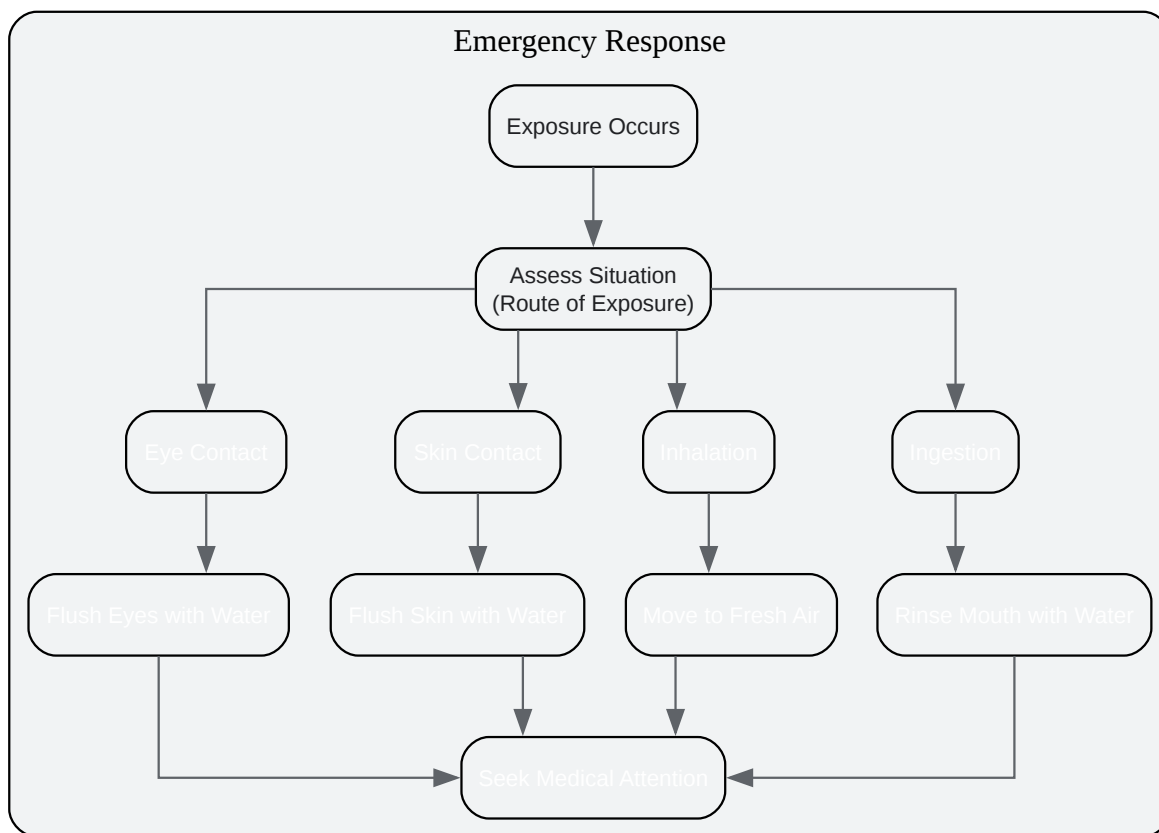 Emergency Response
Exposure Occurs
Assess Situation
(Route of Exposure)
Eye Contact
Skin Contact
Inhalation
Ingestion
Flush Eyes with Water
Flush Skin with Water
Move to Fresh Air
Rinse Mouth with Water
Seek Medical Attention